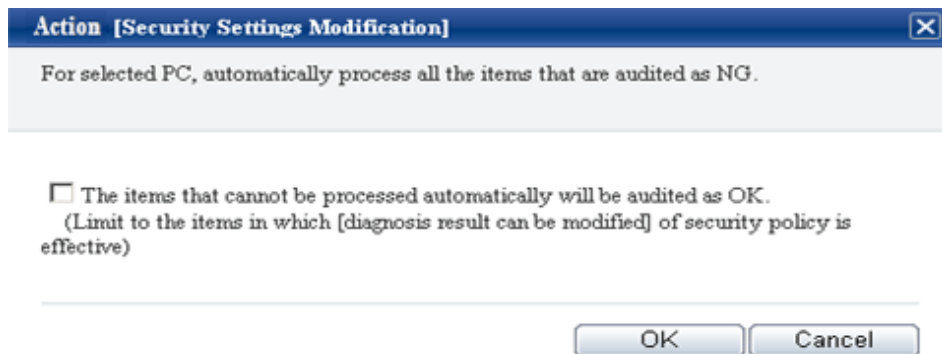 Action [Security Settings Modification]
For selected PC, automatically process all the items that are audited as NG.
The items that cannot be processed automatically will be audited as OK.
(Limit to the items in which [diagnosis result can be modified] of security policy is
effective)
OK Cancel